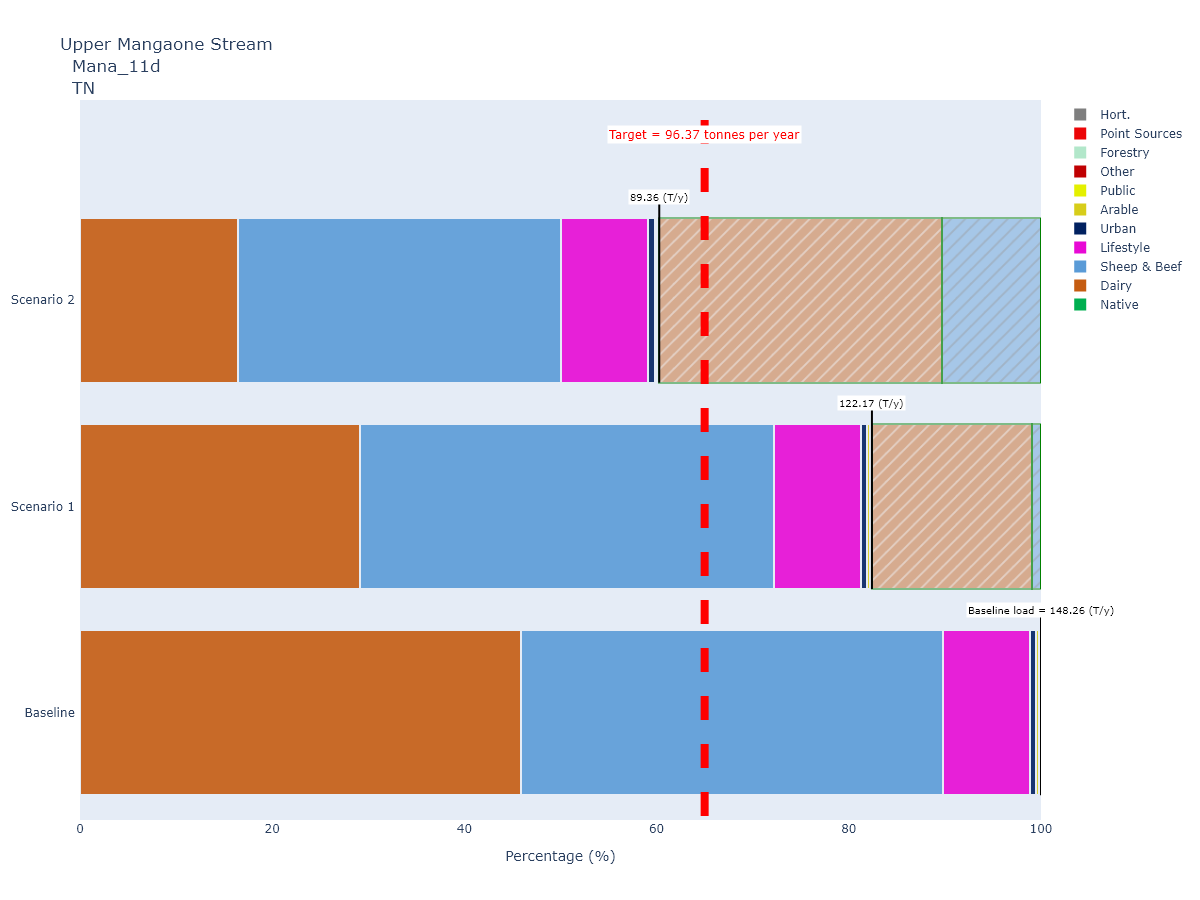 Upper Mangaone Stream
Mana_11d
TN
Target = 96.37 tonnes per year
89.36 (T/y)
Scenario 2
122.17 (T/y)
Scenario 1
Baseline load = 148.26 (T/y)
Baseline
0 20 40 60 80 100
Percentage (%)
Hort.
Point Sources
Forestry
Other
Public
Arable
Urban
Lifestyle
Sheep & Beef
Dairy
Native